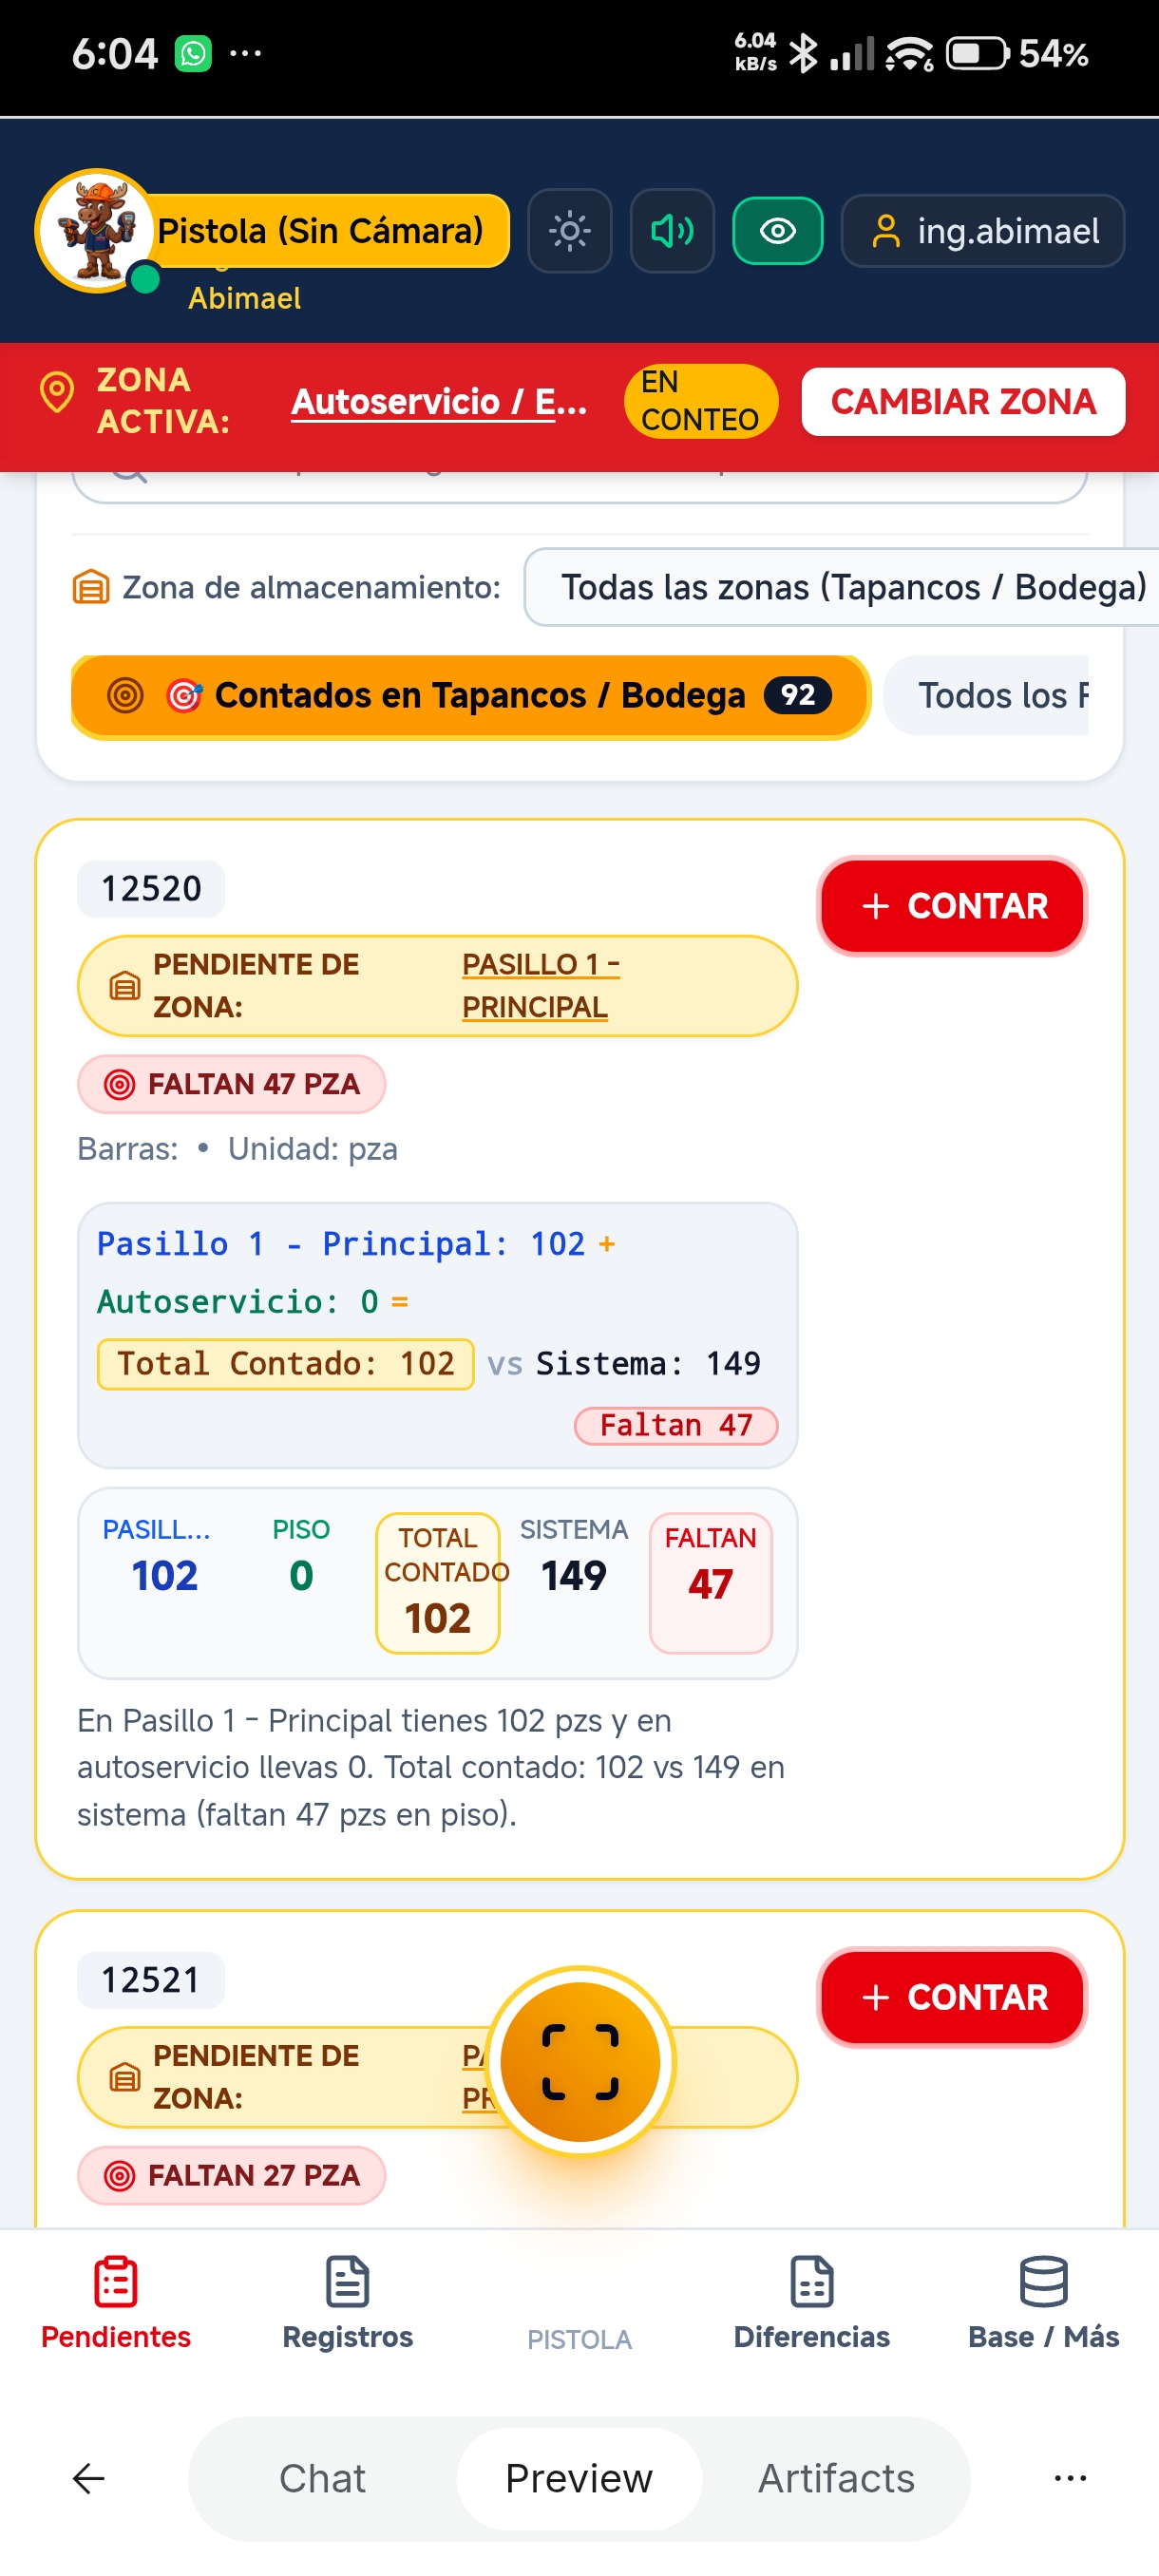 6:04
6.04
kB/s
6
54%
Pistola (Sin Cámara)
ing.abimael
Abimael
ZONA
ACTIVA:
Autoservicio / E...
EN
CONTEO
CAMBIAR ZONA
Zona de almacenamiento:
Todas las zonas (Tapancos / Bodega)
Contados en Tapancos / Bodega 92
Todos los
12520
+ CONTAR
PENDIENTE DE
ZONA:
PASILLO 1 -
PRINCIPAL
FALTAN 47 PZA
Barras: • Unidad: pza
Pasillo 1 - Principal: 102 +
Autoservicio: 0 =
Total Contado: 102 vs Sistema: 149
Faltan 47
PASILL...
102
PISO
0
TOTAL
CONTADO
102
SISTEMA
149
FALTAN
47
En Pasillo 1 - Principal tienes 102 pzs y en
autoservicio llevas 0. Total contado: 102 vs 149 en
sistema (faltan 47 pzs en piso).
12521
+ CONTAR
PENDIENTE DE
ZONA:
FALTAN 27 PZA
Pendientes
Registros
PISTOLA
Diferencias
Base / Más
Chat
Preview
Artifacts